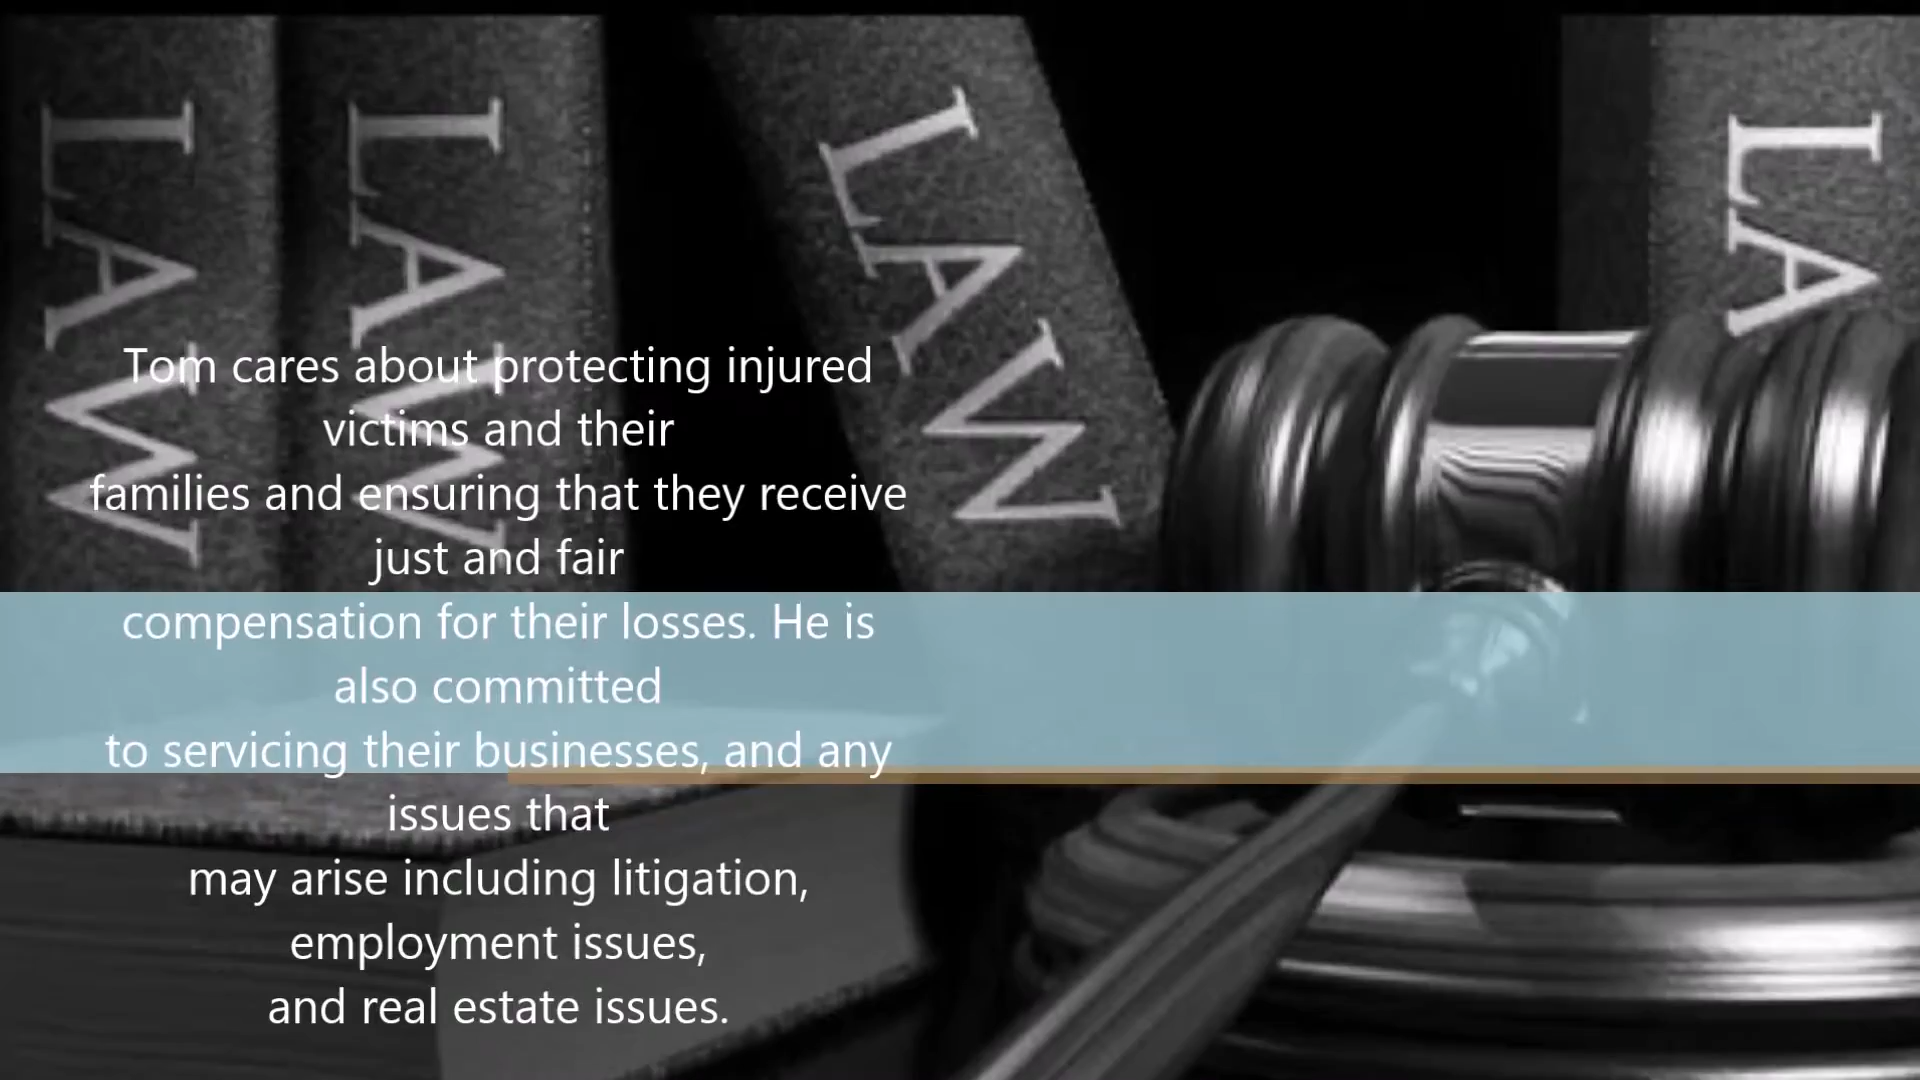 LAW
LAW
LAW
LA
Tom cares about protecting injured
victims and their
families and ensuring that they receive
just and fair
compensation for their losses. He is
also committed
to servicing their businesses, and any
issues that
may arise including litigation,
employment issues,
and real estate issues.